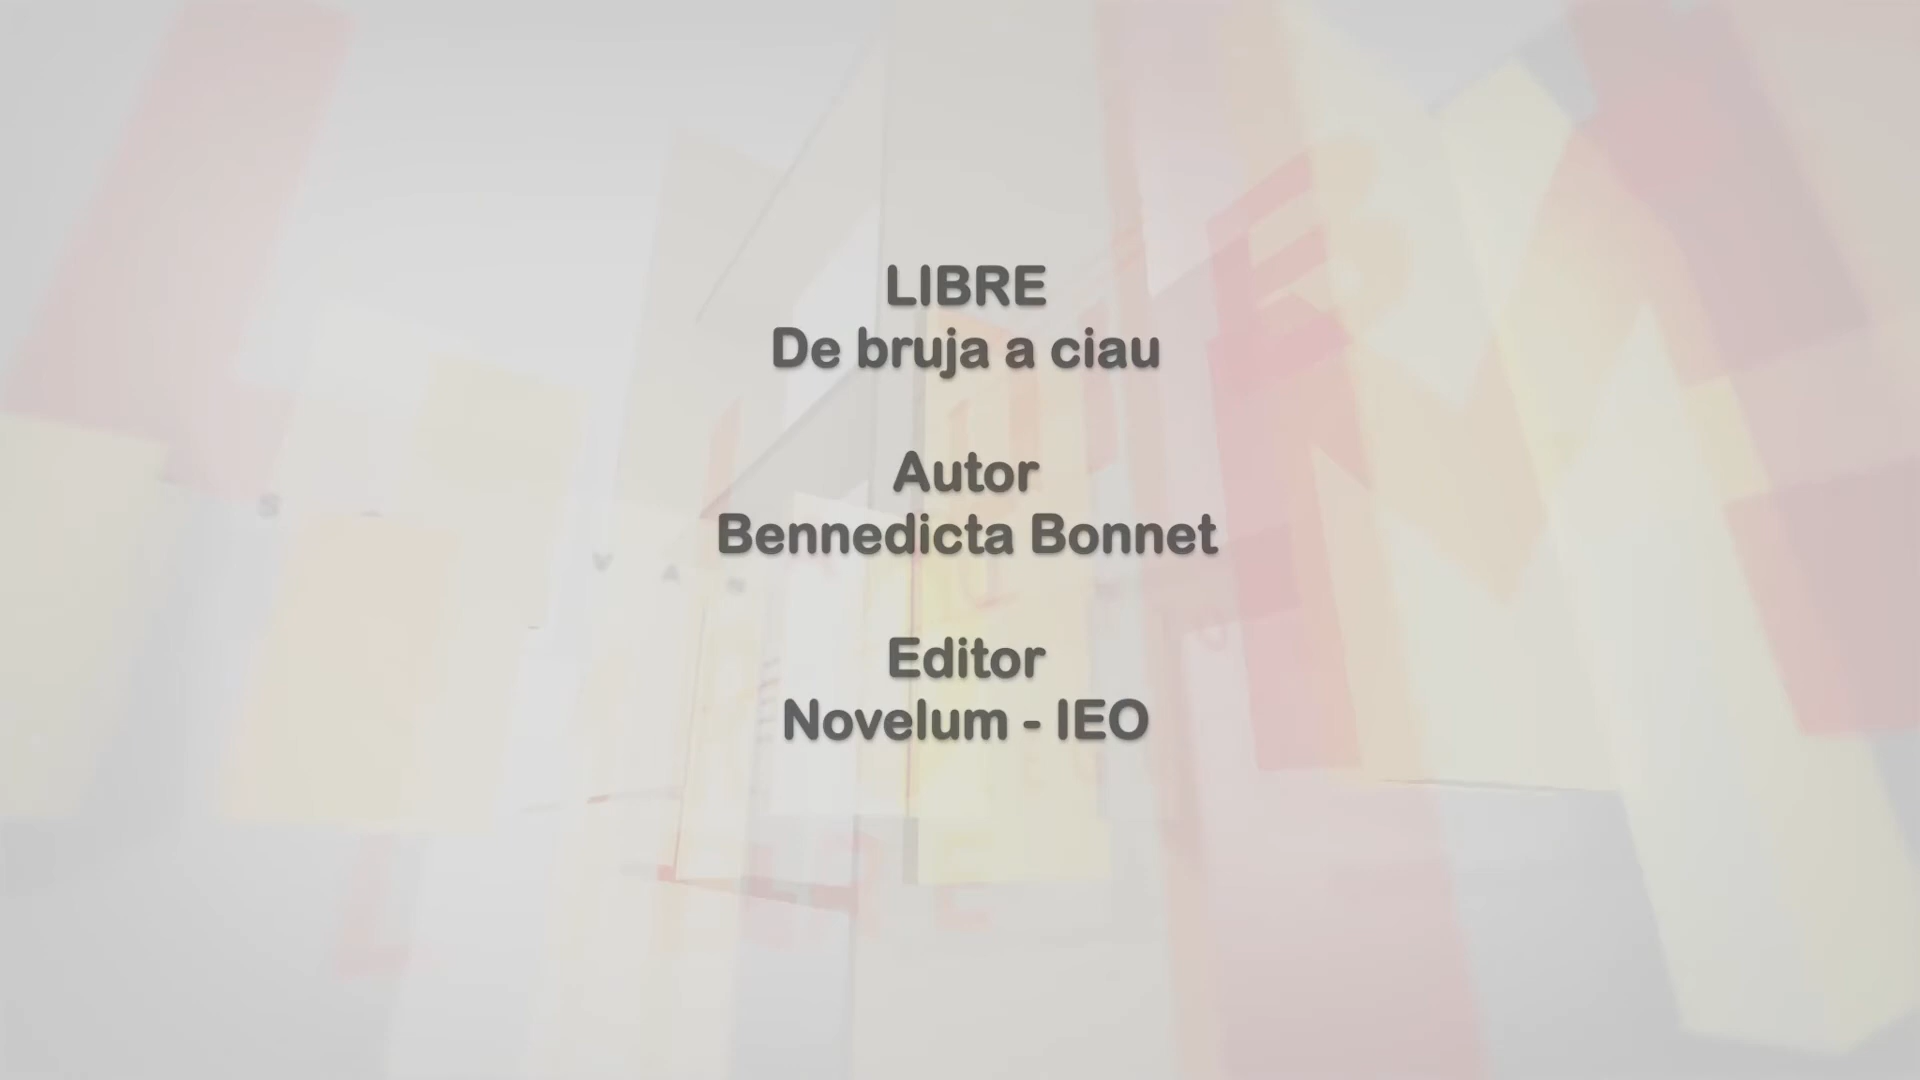 LIBRE
De bruja a ciau
Autor
Bennedicta Bonnet
Editor
Novelum - IEO